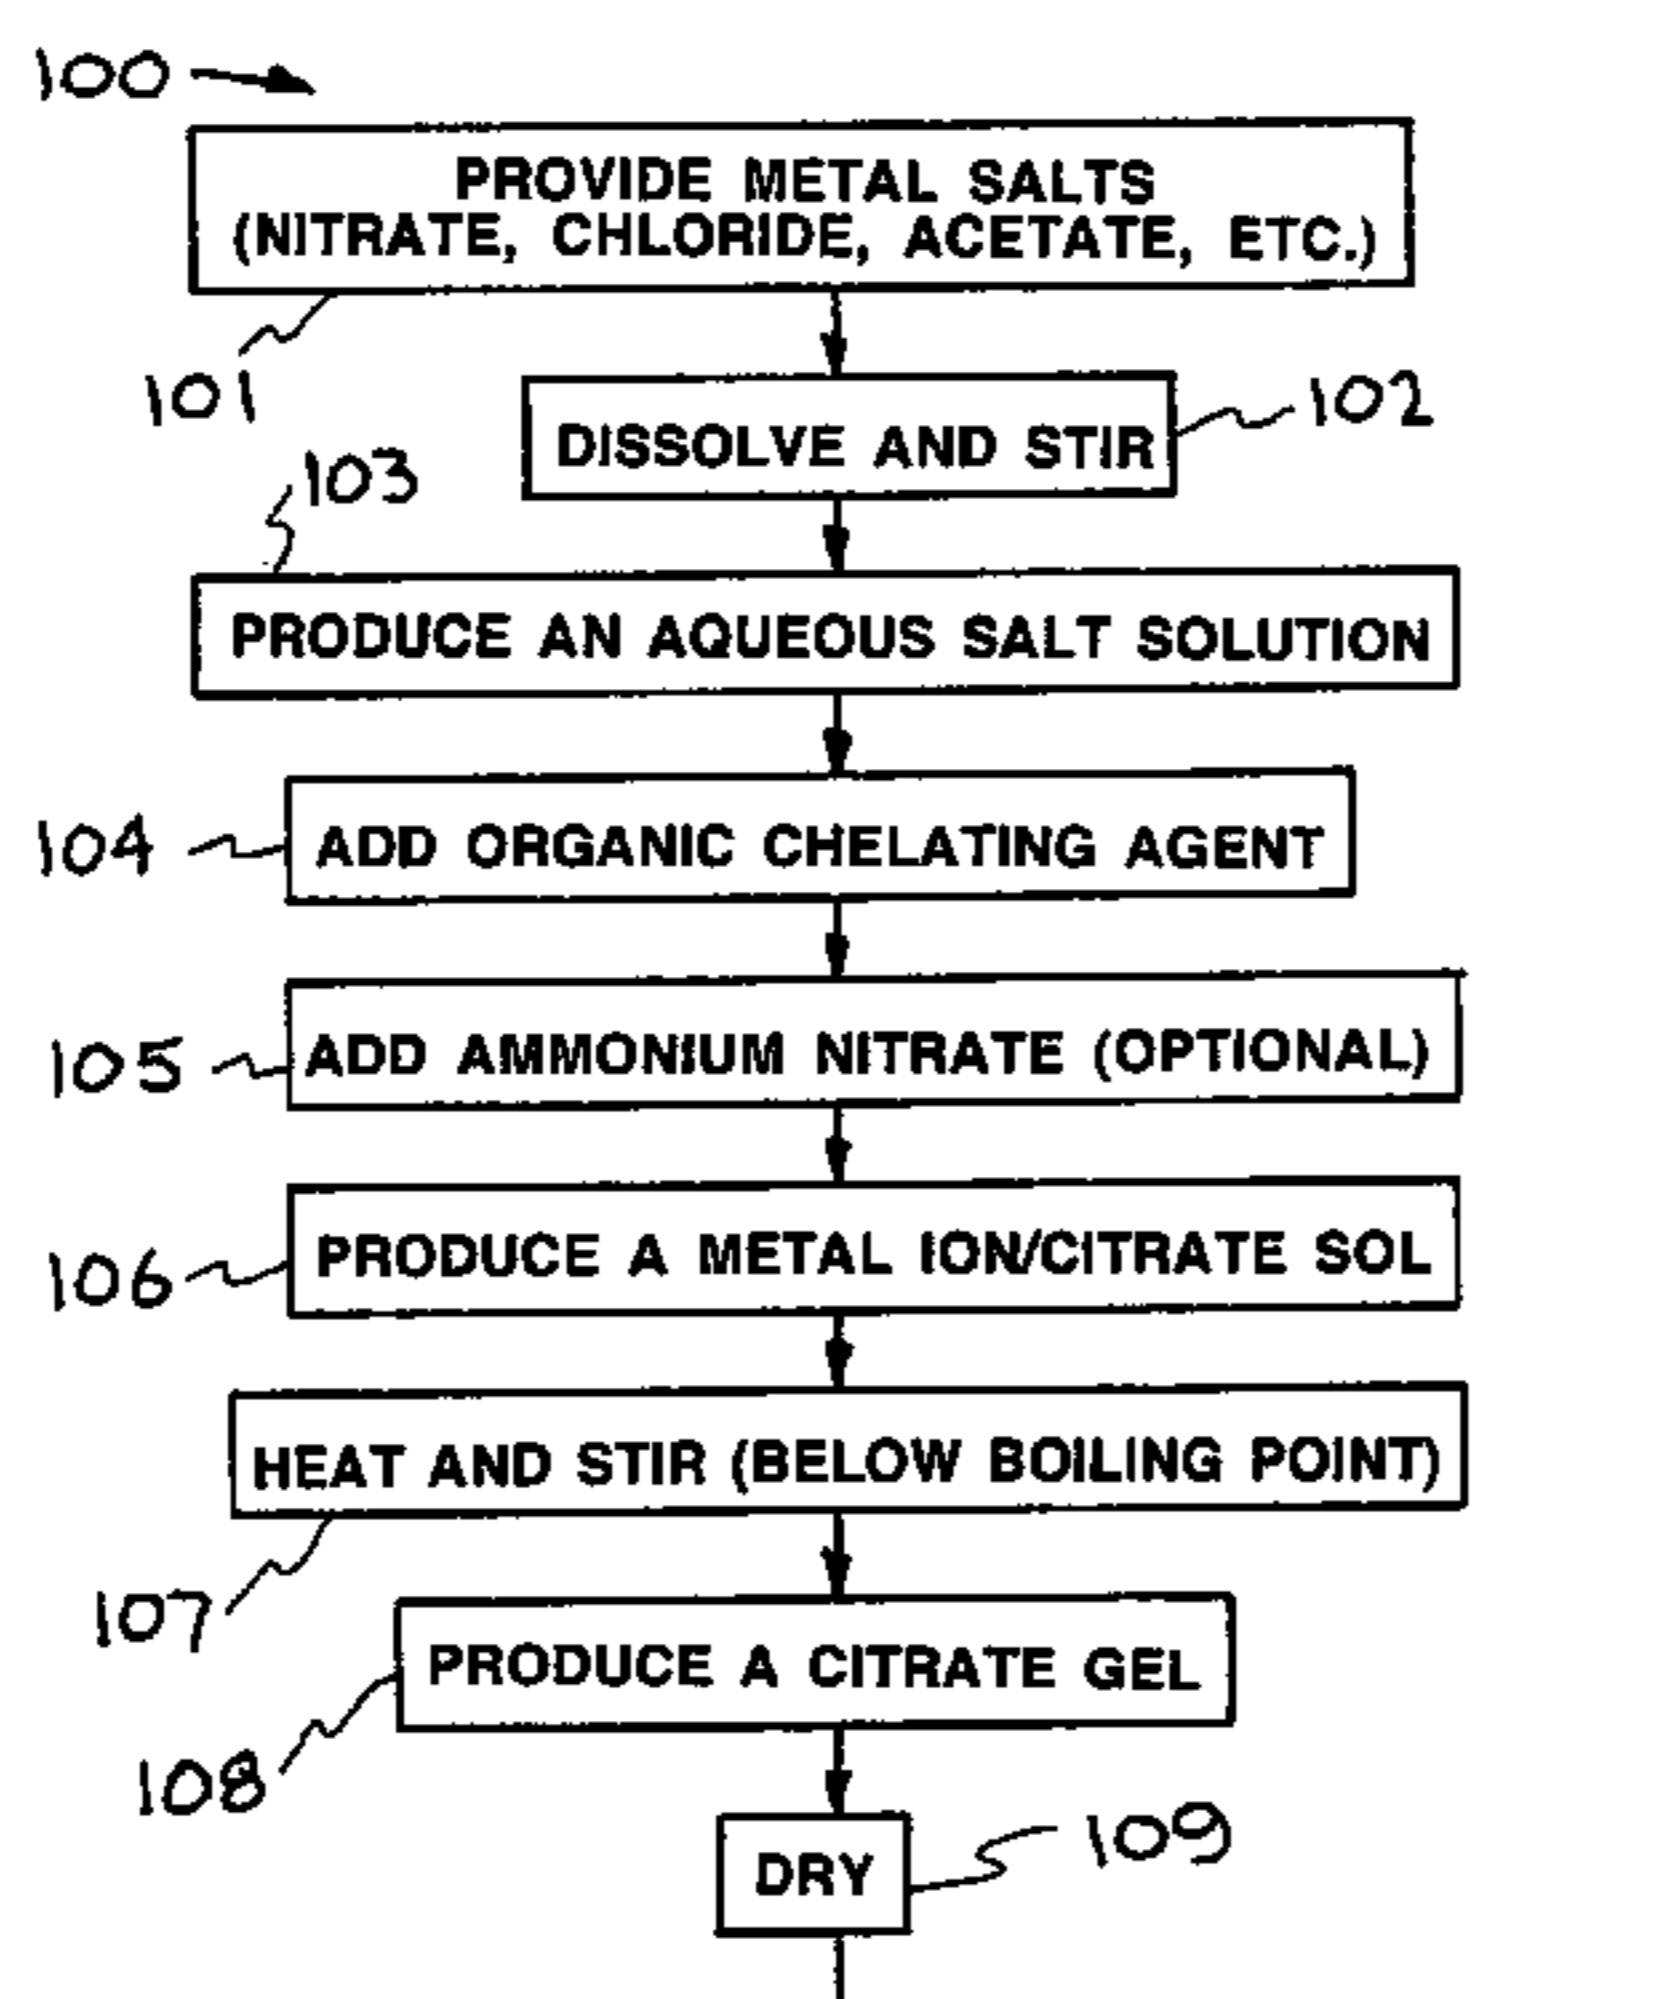 100
PROVIDE METAL SALTS
(NITRATE, CHLORIDE, ACETATE, ETC.)
101
DISSOLVE AND STIR
102
103
PRODUCE AN AQUEOUS SALT SOLUTION
104
ADD ORGANIC CHELATING AGENT
105
ADD AMMONIUM NITRATE (OPTIONAL)
106
PRODUCE A METAL ION/CITRATE SOL
HEAT AND STIR (BELOW BOILING POINT)
107
PRODUCE A CITRATE GEL
108
DRY
109